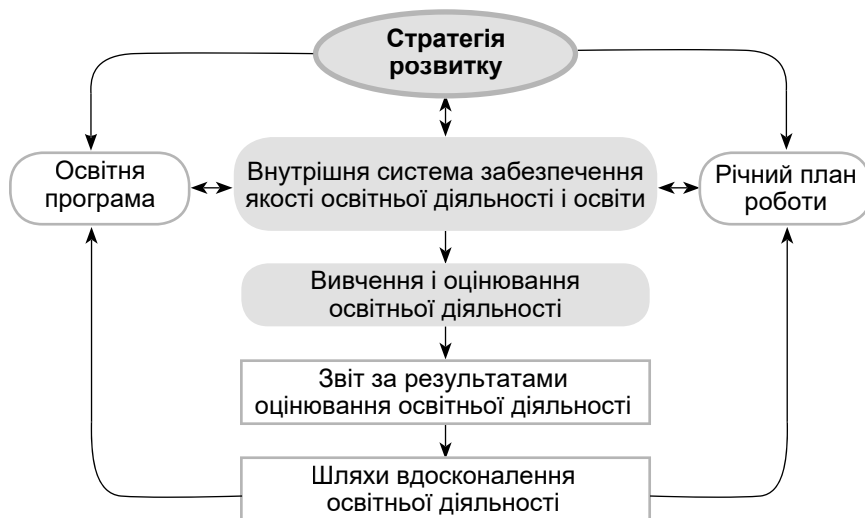 Стратегія
розвитку
Освітня
програма
Внутрішня система забезпечення
якості освітньої діяльності і освіти
Річний план
роботи
Вивчення і оцінювання
освітньої діяльності
Звіт за результатами
оцінювання освітньої діяльності
Шляхи вдосконалення
освітньої діяльності